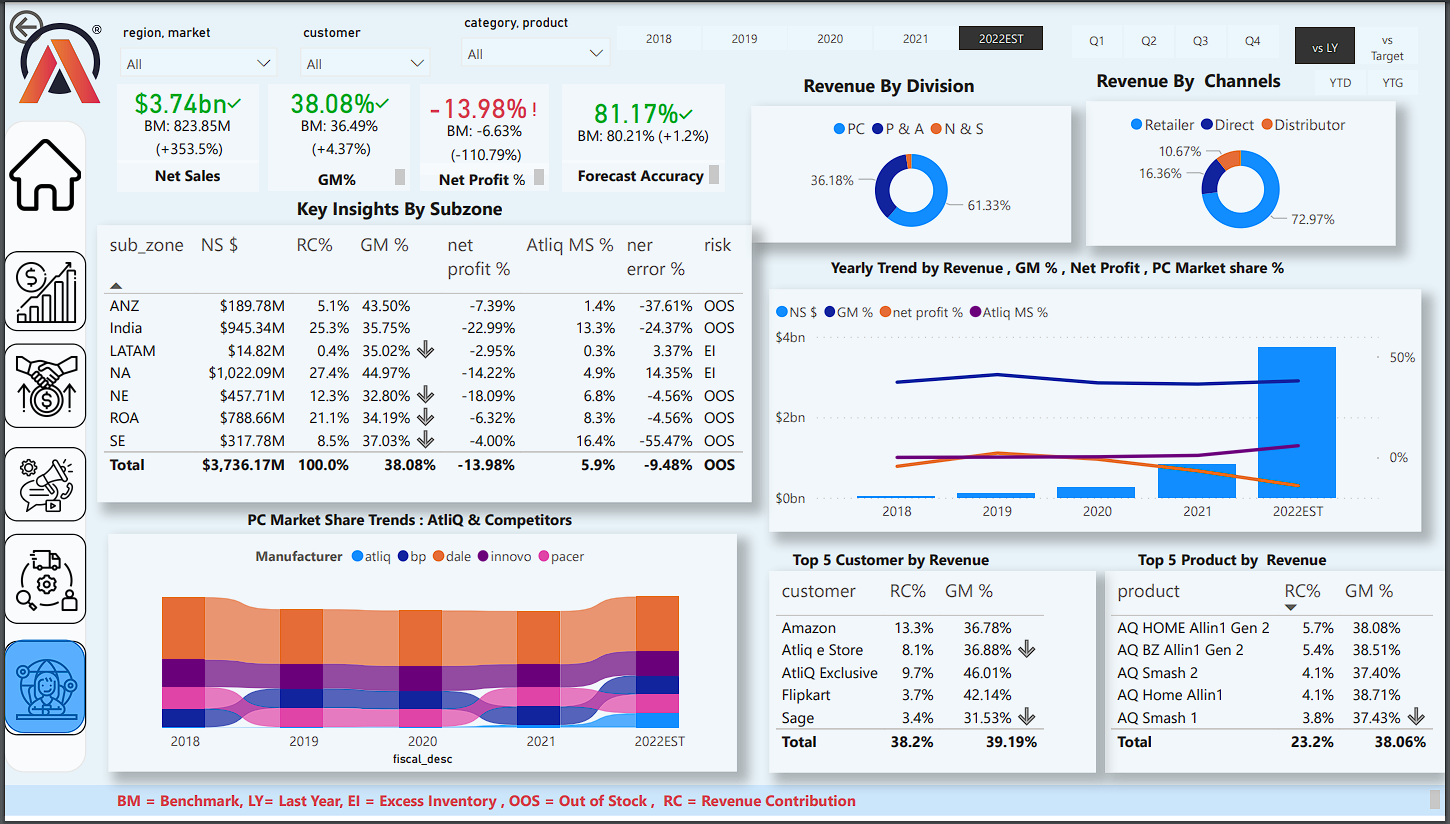 ®
region, market
All
customer
All
category, product
All
2018 2019 2020 2021 2022EST
Q1 Q2 Q3 Q4
vs LY
vs Target
YTD YTG
$3.74bn✓
BM: 823.85M
(+353.5%)
Net Sales
38.08%✓
BM: 36.49%
(+4.37%)
GM%
-13.98% !
BM: -6.63%
(-110.79%)
Net Profit %
81.17%✓
BM: 80.21% (+1.2%)
Forecast Accuracy
Revenue By Division
PC P & A N & S
36.18%
61.33%
Revenue By Channels
Retailer Direct Distributor
10.67%
16.36%
72.97%
Key Insights By Subzone
sub_zone NS $ RC% GM % net profit % Atliq MS % ner error % risk
ANZ $189.78M 5.1% 43.50% -7.39% 1.4% -37.61% OOS
India $945.34M 25.3% 35.75% -22.99% 13.3% -24.37% OOS
LATAM $14.82M 0.4% 35.02% -2.95% 0.3% 3.37% EI
NA $1,022.09M 27.4% 44.97% -14.22% 4.9% 14.35% EI
NE $457.71M 12.3% 32.80% -18.09% 6.8% -4.56% OOS
ROA $788.66M 21.1% 34.19% -6.32% 8.3% -4.56% OOS
SE $317.78M 8.5% 37.03% -4.00% 16.4% -55.47% OOS
Total $3,736.17M 100.0% 38.08% -13.98% 5.9% -9.48% OOS
Yearly Trend by Revenue , GM % , Net Profit , PC Market share %
NS $ GM % net profit % Atliq MS %
$4bn
50%
$2bn
0%
$0bn
2018 2019 2020 2021 2022EST
PC Market Share Trends : AtliQ & Competitors
Manufacturer atliq bp dale innovo pacer
2018 2019 2020 2021 2022EST
fiscal_desc
Top 5 Customer by Revenue
customer RC% GM %
Amazon 13.3% 36.78%
Atliq e Store 8.1% 36.88%
AtliQ Exclusive 9.7% 46.01%
Flipkart 3.7% 42.14%
Sage 3.4% 31.53%
Total 38.2% 39.19%
Top 5 Product by Revenue
product RC% GM %
AQ HOME Allin1 Gen 2 5.7% 38.08%
AQ BZ Allin1 Gen 2 5.4% 38.51%
AQ Smash 2 4.1% 37.40%
AQ Home Allin1 4.1% 38.71%
AQ Smash 1 3.8% 37.43%
Total 23.2% 38.06%
BM = Benchmark, LY= Last Year, EI = Excess Inventory , OOS = Out of Stock , RC = Revenue Contribution